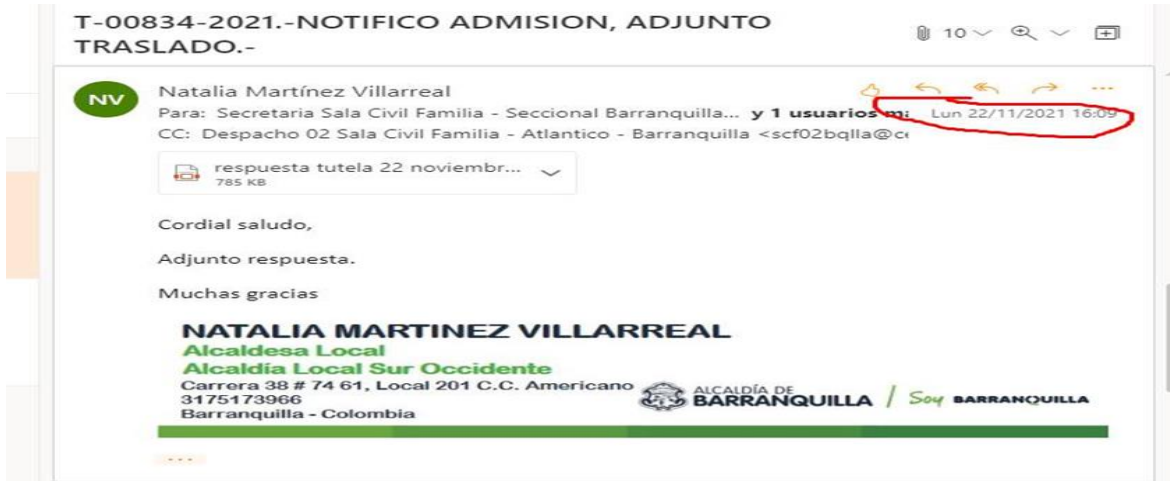 T-00834-2021.-NOTIFICO ADMISION, ADJUNTO
TRASLADO.-
10
NV
Natalia Martínez Villarreal
Para: Secretaria Sala Civil Familia - Seccional Barranquilla... y 1 usuarios m
Lun 22/11/2021 16:09
CC: Despacho 02 Sala Civil Familia - Atlantico - Barranquilla <scf02bqlla@ce
respuesta tutela 22 noviembr...
785 KB
Cordial saludo,
Adjunto respuesta.
Muchas gracias
NATALIA MARTINEZ VILLARREAL
Alcaldesa Local
Alcaldía Local Sur Occidente
Carrera 38 # 74 61, Local 201 C.C. Americano
3175173966
Barranquilla - Colombia
ALCALDÍA DE
BARRANQUILLA / Soy BARRANQUILLA